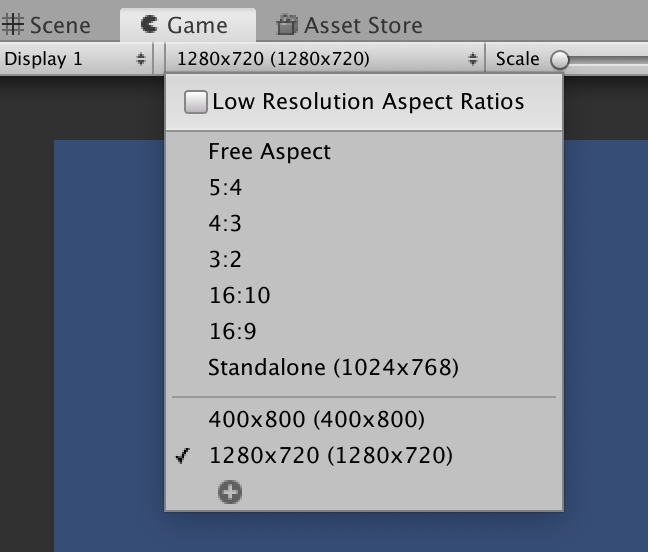 Scene Game Asset Store
Display 1 1280x720 (1280x720) Scale
Low Resolution Aspect Ratios
Free Aspect
5:4
4:3
3:2
16:10
16:9
Standalone (1024x768)
400x800 (400x800)
1280x720 (1280x720)